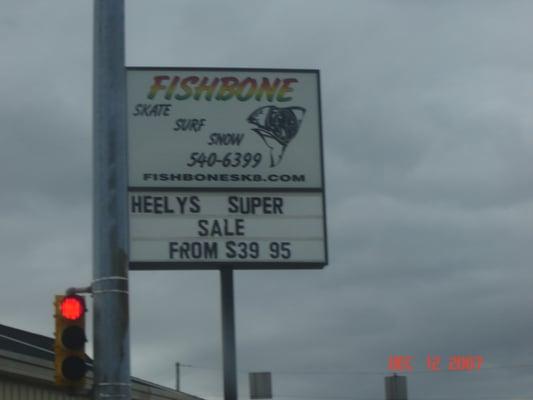 FISHBONE
SKATE
SURF
SNOW
540-6399
FISHBONESK8.COM
HEELYS SUPER
SALE
FROM $39 95
DEC 12 2007